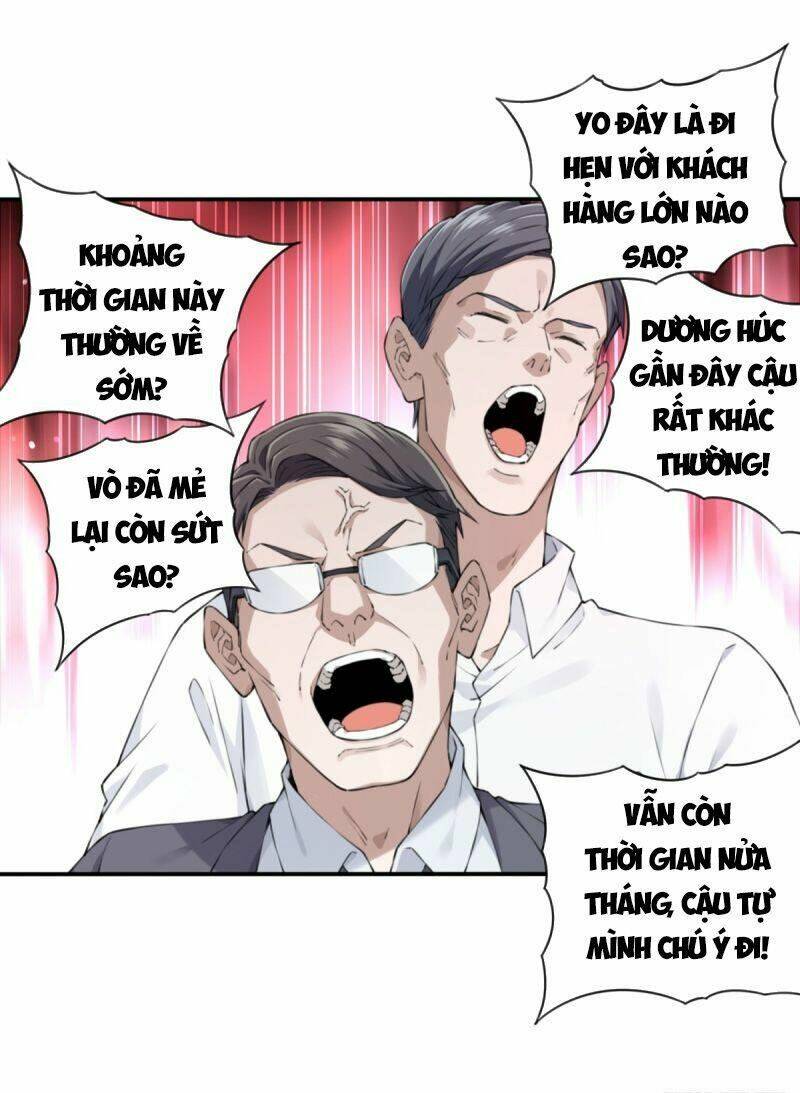 YO ĐÂY LÀ ĐI
HẸN VỚI KHÁCH
HÀNG LỚN NÀO
SAO?
KHOẢNG
THỜI GIAN NÀY
THƯỜNG VỀ
SỚM?
DƯƠNG HÚC
GẦN ĐÂY CẬU
RẤT KHÁC
THƯỜNG!
VÒ ĐÃ MẺ
LẠI CÒN SỨT
SAO?
VẪN CÒN
THỜI GIAN NỬA
THÁNG, CẬU TỰ
MÌNH CHÚ Ý ĐI!